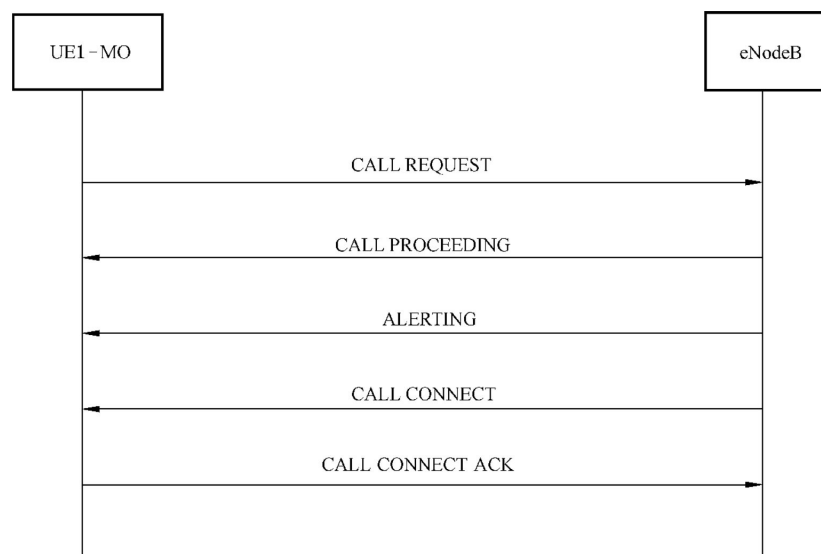 UE1-MO
eNodeB
CALL REQUEST
CALL PROCEEDING
ALERTING
CALL CONNECT
CALL CONNECT ACK